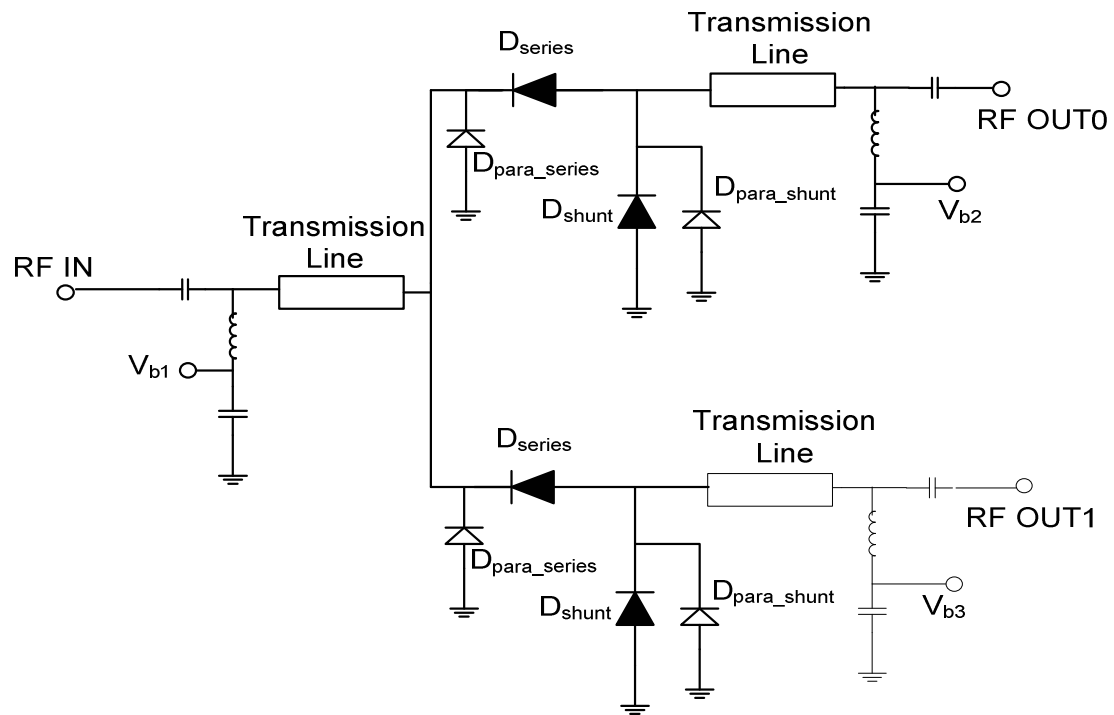 Transmission
Line
Dseries
RF OUT0
Dpara_series
Dpara_shunt
Dshunt
Vb2
Transmission
Line
RF IN
Vb1
Transmission
Line
Dseries
RF OUT1
Dpara_series
Dpara_shunt
Dshunt
Vb3